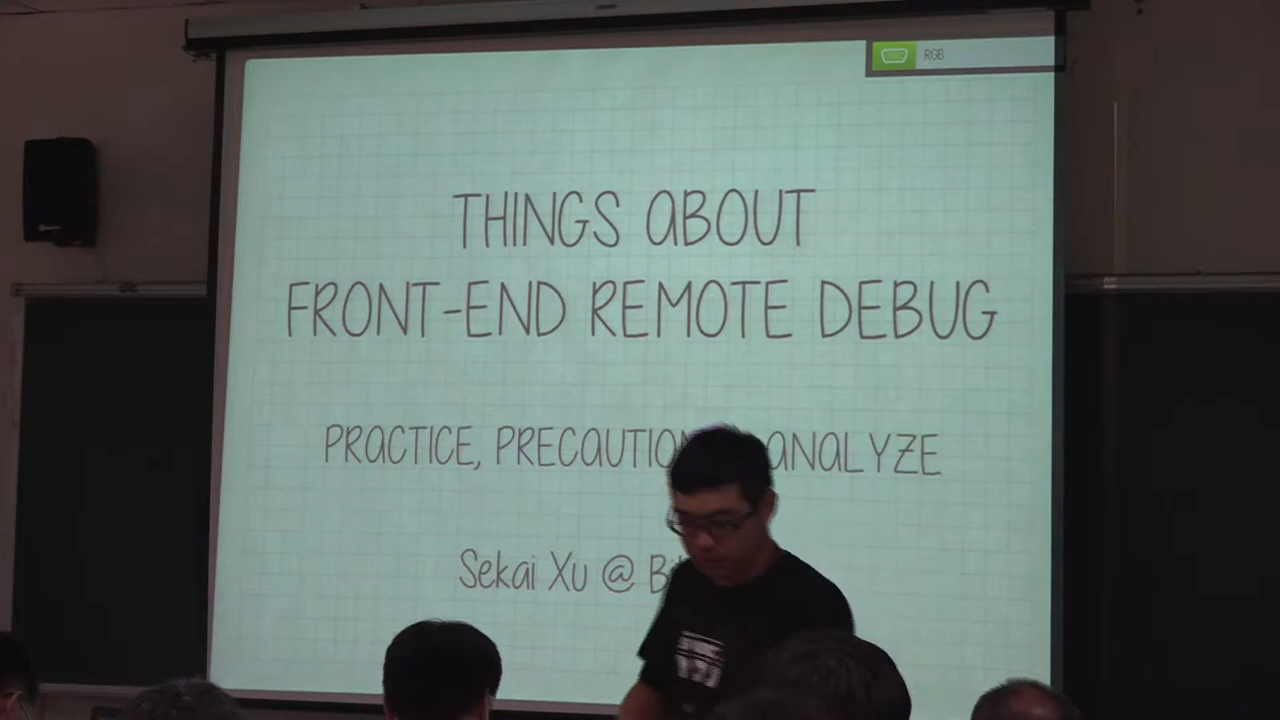 RGB
THINGS ABOUT
FRONT-END REMOTE DEBUG
PRACTICE, PRECAUTION ANALYZE
Sekai Xu @